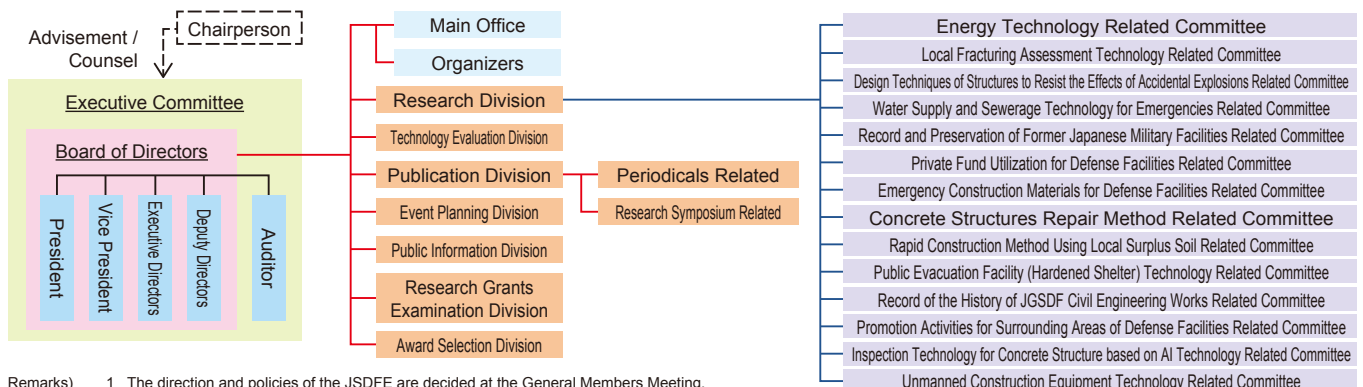 Advisement /
Counsel
Chairperson
Executive Committee
Board of Directors
President
Vice President
Executive Directors
Deputy Directors
Auditor
Main Office
Organizers
Research Division
Technology Evaluation Division
Publication Division
Event Planning Division
Public Information Division
Research Grants
Examination Division
Award Selection Division
Periodicals Related
Research Symposium Related
Energy Technology Related Committee
Local Fracturing Assessment Technology Related Committee
Design Techniques of Structures to Resist the Effects of Accidental Explosions Related Committee
Water Supply and Sewerage Technology for Emergencies Related Committee
Record and Preservation of Former Japanese Military Facilities Related Committee
Private Fund Utilization for Defense Facilities Related Committee
Emergency Construction Materials for Defense Facilities Related Committee
Concrete Structures Repair Method Related Committee
Rapid Construction Method Using Local Surplus Soil Related Committee
Public Evacuation Facility (Hardened Shelter) Technology Related Committee
Record of the History of JGSDF Civil Engineering Works Related Committee
Promotion Activities for Surrounding Areas of Defense Facilities Related Committee
Inspection Technology for Concrete Structure based on AI Technology Related Committee
Unmanned Construction Equipment Technology Related Committee
Remarks) 1 The direction and policies of the JSDFE are decided at the General Members Meeting.